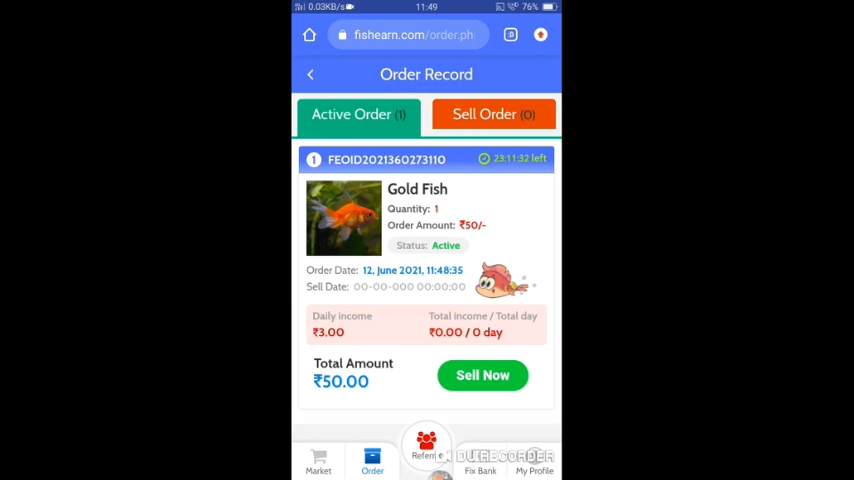 0.03KB/s 11:49 76%
fishearn.com/order.ph
Order Record
Active Order (1) Sell Order (0)
1 FEOID2021360273110 23:11:32 left
Gold Fish
Quantity: 1
Order Amount: ₹50/-
Status: Active
Order Date: 12, June 2021, 11:48:35
Sell Date: 00-00-000 00:00:00
Daily income Total income / Total day
₹3.00 ₹0.00 / 0 day
Total Amount
₹50.00
Sell Now
Market Order Referr Fix Bank My Profile
DU RECORDER